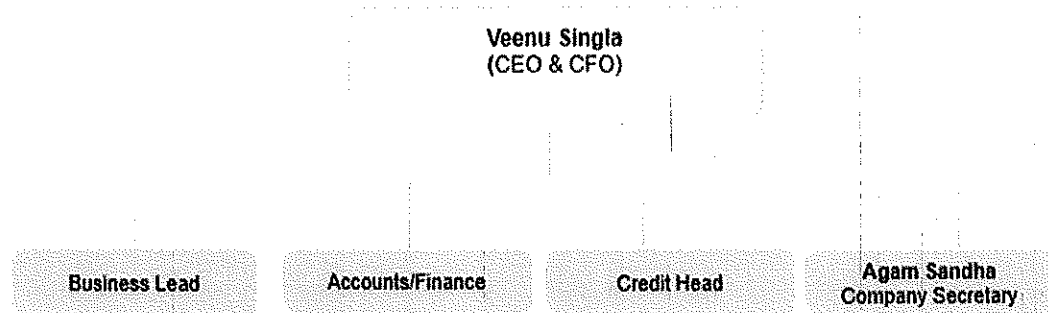 Veenu Singla
(CEO & CFO)
Business Lead
Accounts/Finance
Credit Head
Agam Sandha
Company Secretary